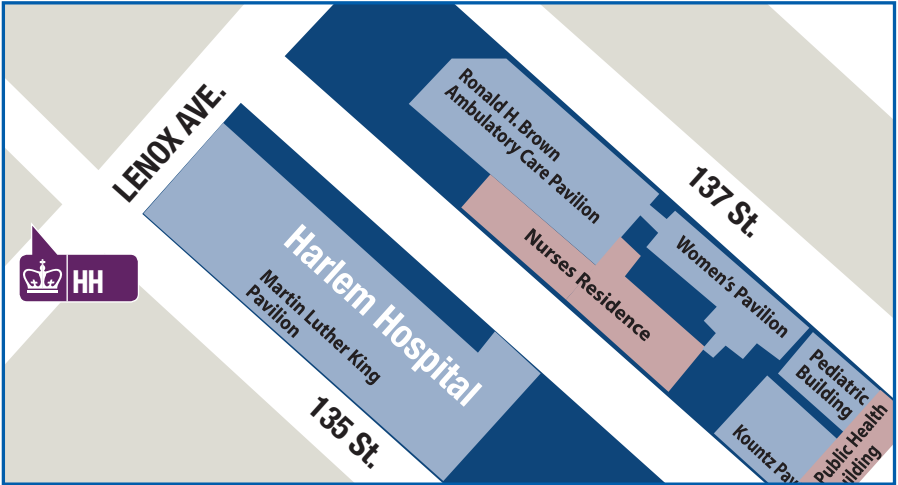 LENOX AVE.
Ronald H. Brown
Ambulatory Care Pavilion
137 St.
Nurses Residence
Women's Pavilion
HH
Harlem Hospital
Martin Luther King
Pavilion
Pediatric
Building
Public Health
Kountz
135 St.